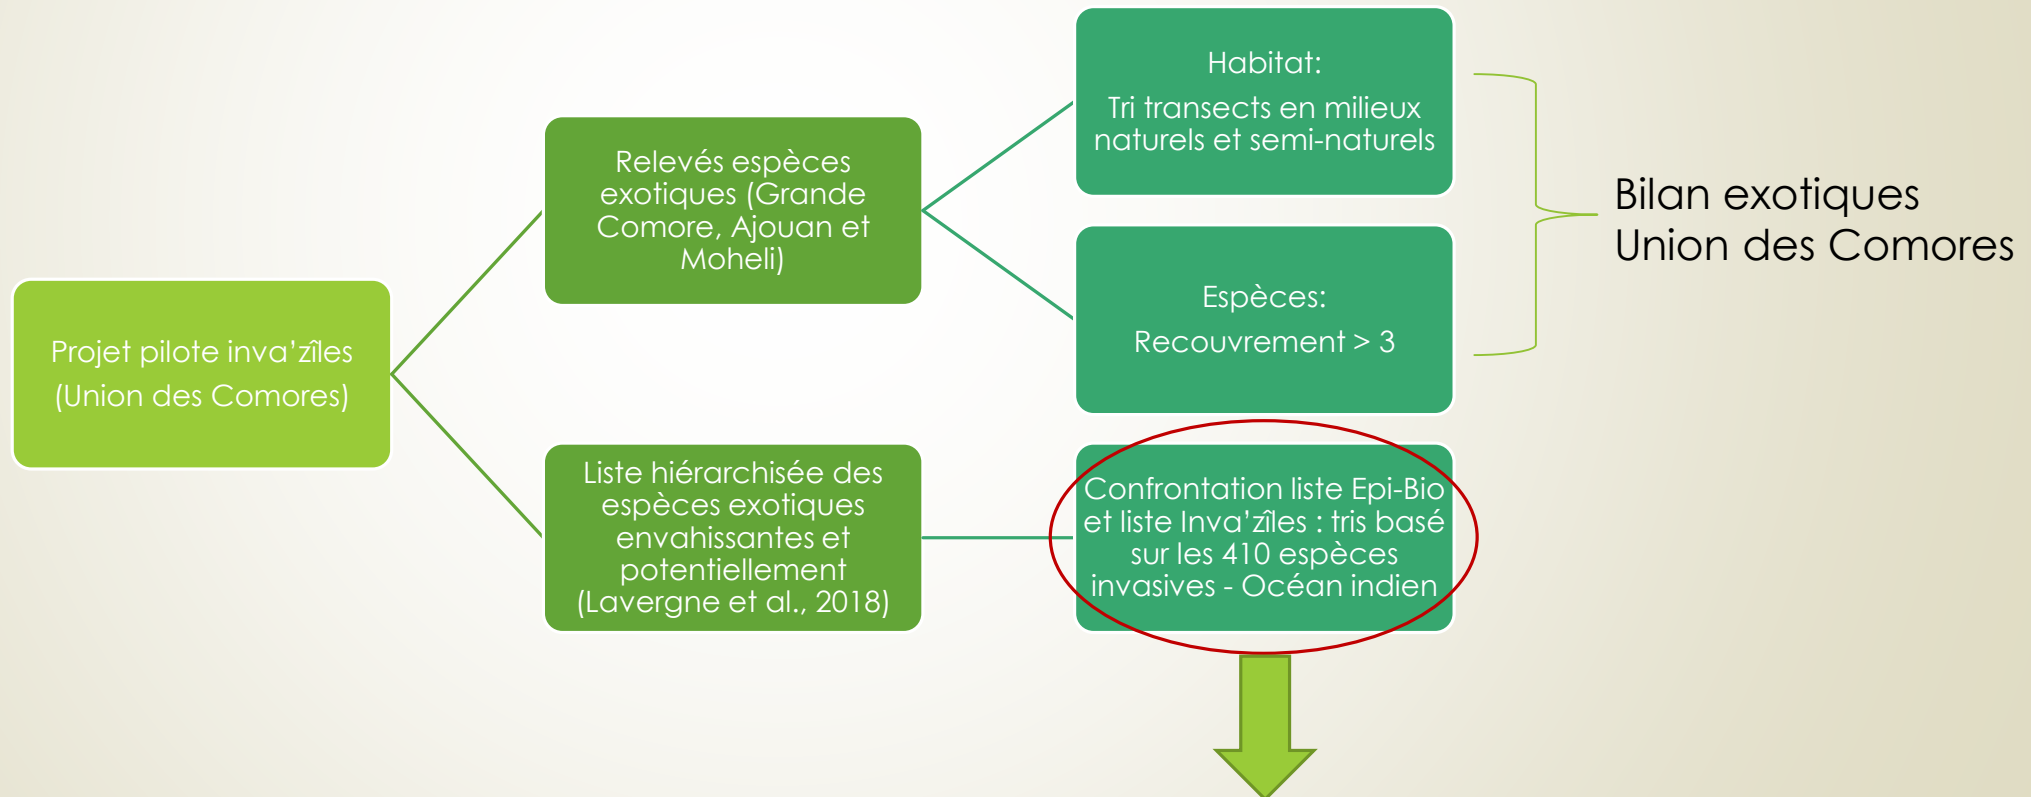 Projet pilote inva’zîles
(Union des Comores)
Relevés espèces
exotiques (Grande
Comore, Ajouan et
Moheli)
Liste hiérarchisée des
espèces exotiques
envahissantes et
potentiellement
(Lavergne et al., 2018)
Habitat:
Tri transects en milieux
naturels et semi-naturels
Espèces:
Recouvrement > 3
Confrontation liste Epi-Bio
et liste Inva’zîles : tris basé
sur les 410 espèces
invasives - Océan indien
Bilan exotiques
Union des Comores